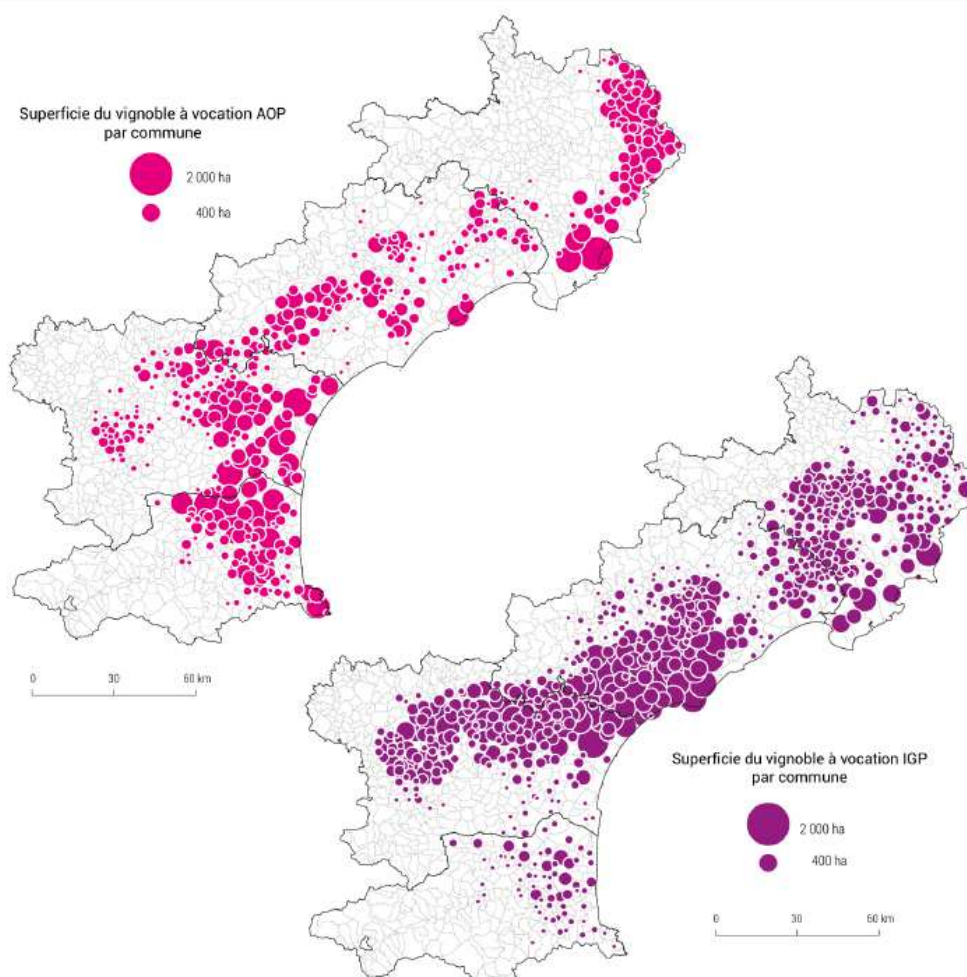 Superficie du vignoble à vocation AOP
par commune
2 000 ha
400 ha
0 30 60 km
Superficie du vignoble à vocation IGP
par commune
2 000 ha
400 ha
0 30 60 km